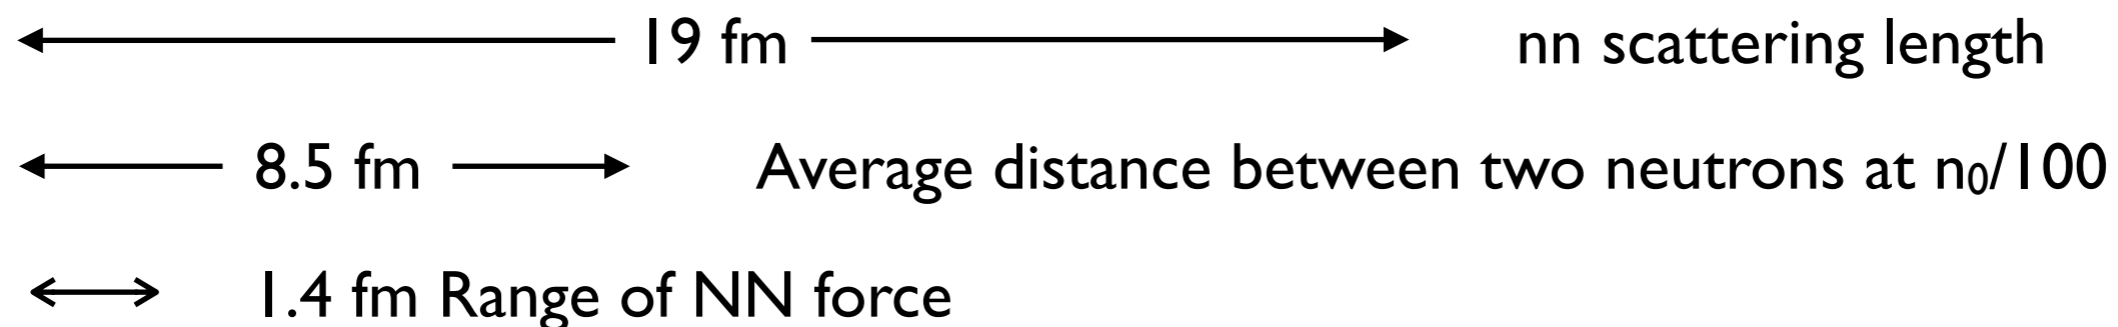 19 fm nn scattering length
8.5 fm Average distance between two neutrons at n₀/100
1.4 fm Range of NN force